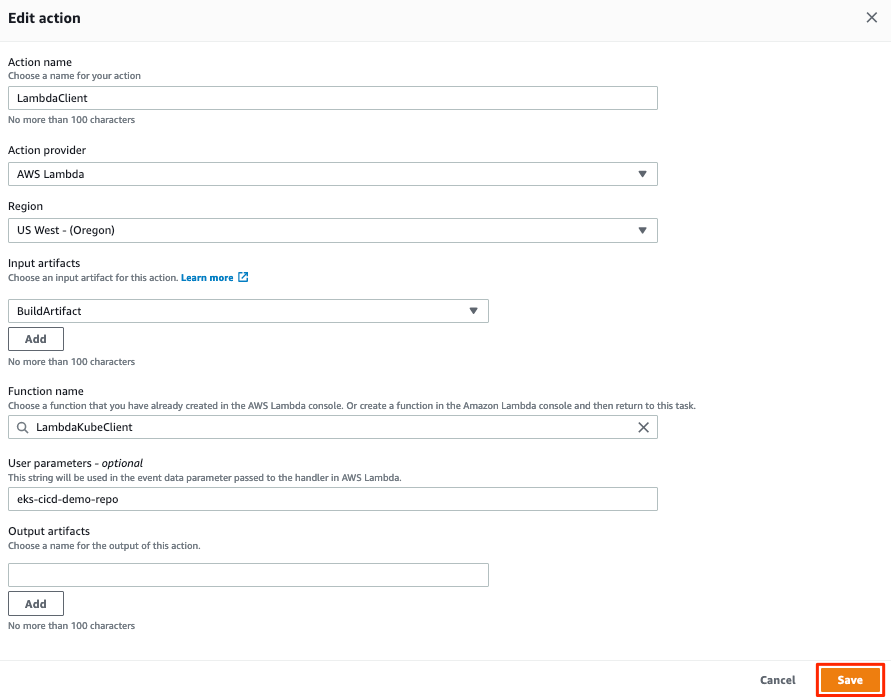 Edit action
Action name
Choose a name for your action
LambdaClient
No more than 100 characters
Action provider
AWS Lambda
Region
US West - (Oregon)
Input artifacts
Choose an input artifact for this action. Learn more
BuildArtifact
Add
No more than 100 characters
Function name
Choose a function that you have already created in the AWS Lambda console. Or create a function in the Amazon Lambda console and then return to this task.
LambdaKubeClient
User parameters - optional
This string will be used in the event data parameter passed to the handler in AWS Lambda.
eks-cicd-demo-repo
Output artifacts
Choose a name for the output of this action.
Add
No more than 100 characters
Cancel Save